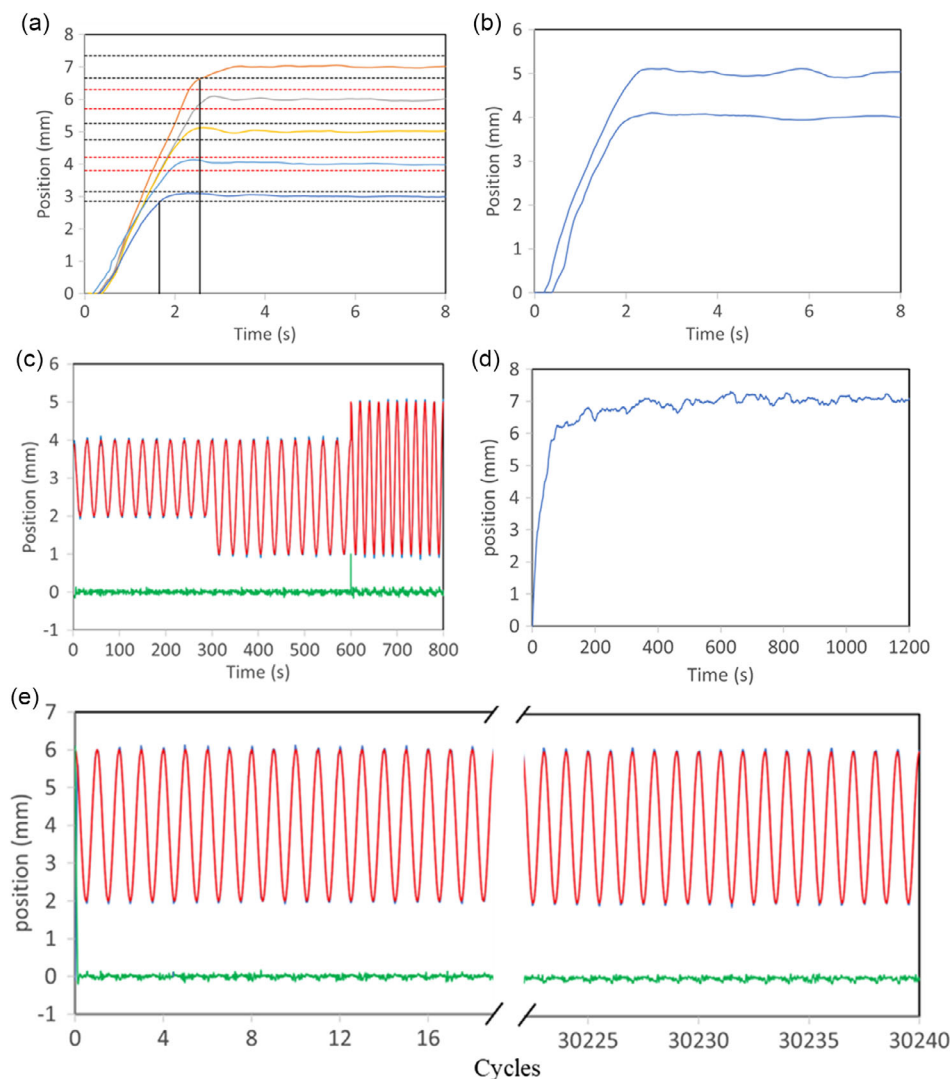 (a)
8
7
6
5
4
3
2
1
0
Position (mm)
0 2 4 6 8
Time (s)
(b)
6
5
4
3
2
1
0
Position (mm)
0 2 4 6 8
Time (s)
(c)
6
5
4
3
2
1
0
-1
Position (mm)
0 100 200 300 400 500 600 700 800
Time (s)
(d)
8
7
6
5
4
3
2
1
0
position (mm)
0 200 400 600 800 1000 1200
Time (s)
(e)
7
6
5
4
3
2
1
0
-1
position (mm)
0 4 8 12 16 30225 30230 30235 30240
Cycles